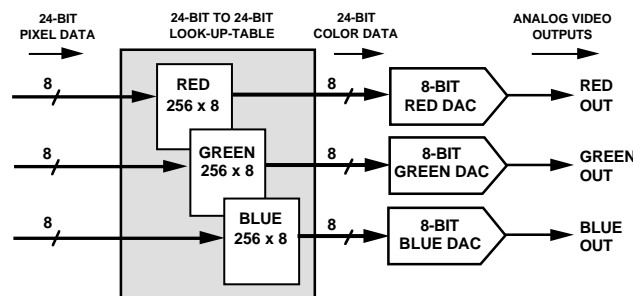 24-BIT
PIXEL DATA
24-BIT TO 24-BIT
LOOK-UP-TABLE
24-BIT
COLOR DATA
ANALOG VIDEO
OUTPUTS
8
RED
256 x 8
8
8-BIT
RED DAC
RED
OUT
8
GREEN
256 x 8
8
8-BIT
GREEN DAC
GREEN
OUT
8
BLUE
256 x 8
8
8-BIT
BLUE DAC
BLUE
OUT